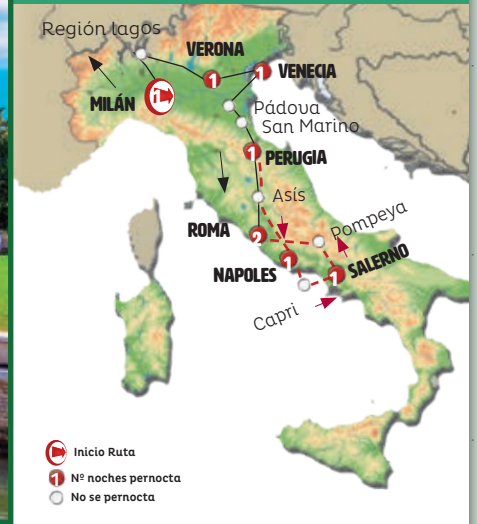 Región lagos
VERONA
1
1
VENECIA
MILÁN
Pádova
San Marino
1
PERUGIA
Asís
ROMA
2
Pompeya
NAPOLES
1
1
SALERNO
Capri
Inicio Ruta
1
Nº noches pernocta
No se pernocta